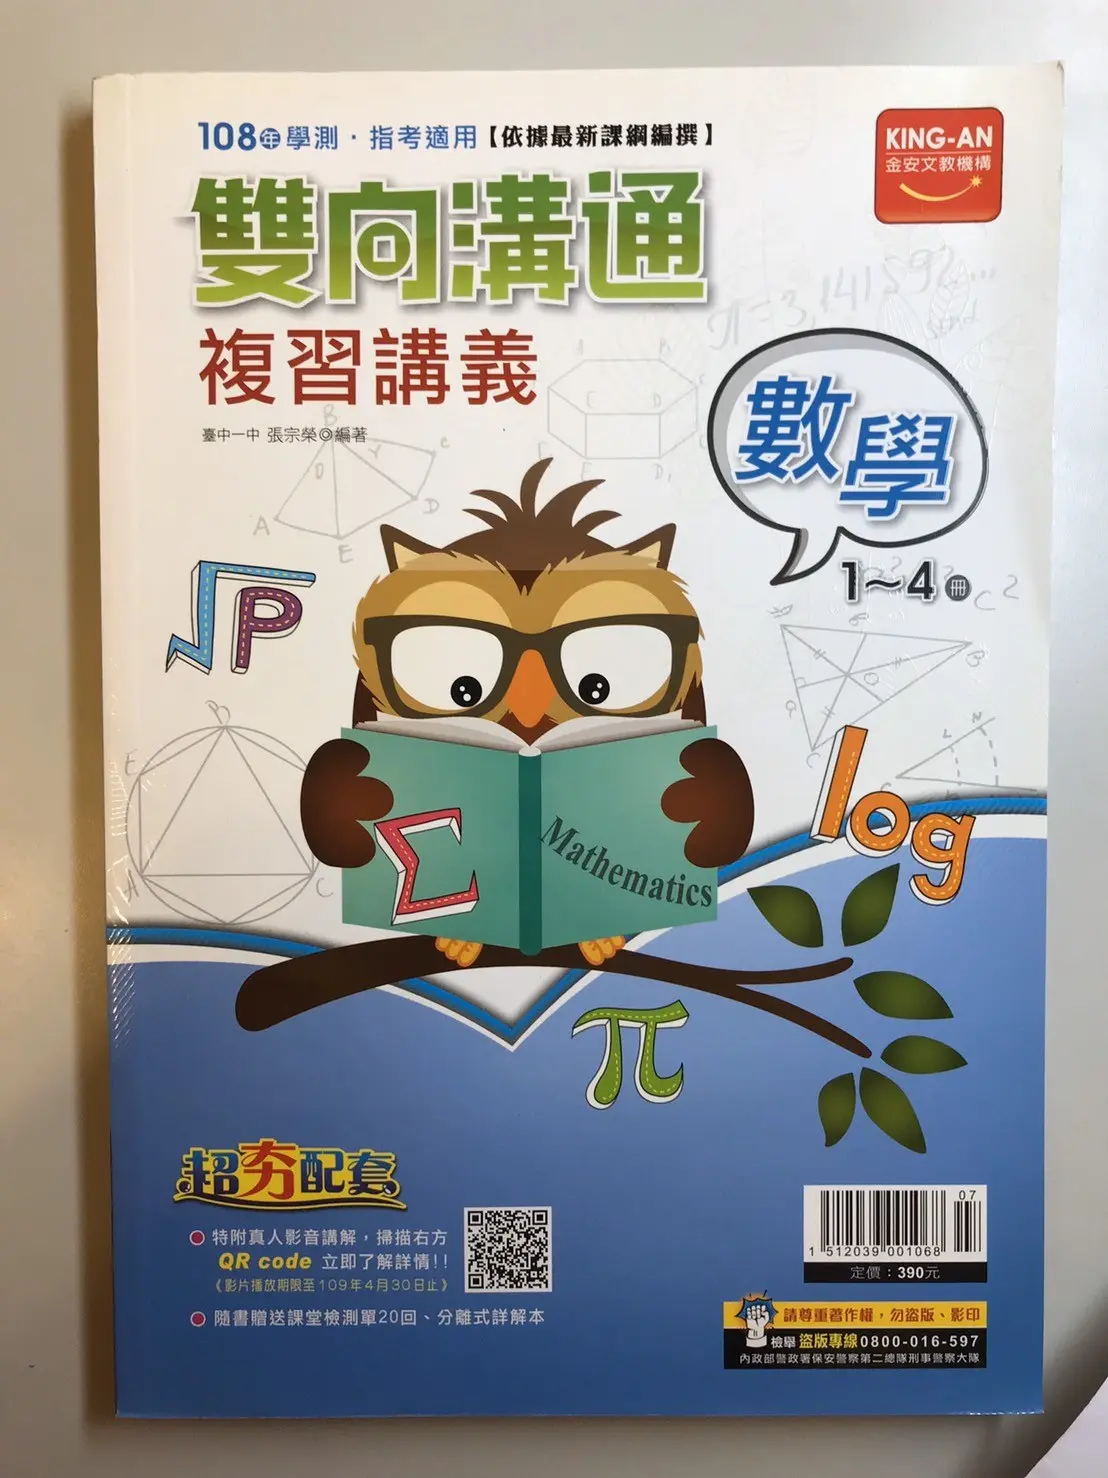 108年學測．指考適用【依據最新課綱編撰】
KING-AN
金安文教機構
雙向溝通
複習講義
臺中一中 張宗榮◎編著
數學
1～4冊
π=3.141592...
√P
Σ
Mathematics
log
π
超夯配套
特附真人影音講解，掃描右方
QR code 立即了解詳情!!
《影片播放期限至109年4月30日止》
隨書贈送課堂檢測單20回、分離式詳解本
07
1 512039 001068
定價：390元
請尊重著作權，勿盜版、影印
檢舉盜版專線0800-016-597
內政部警政署保安警察第二總隊刑事警察大隊